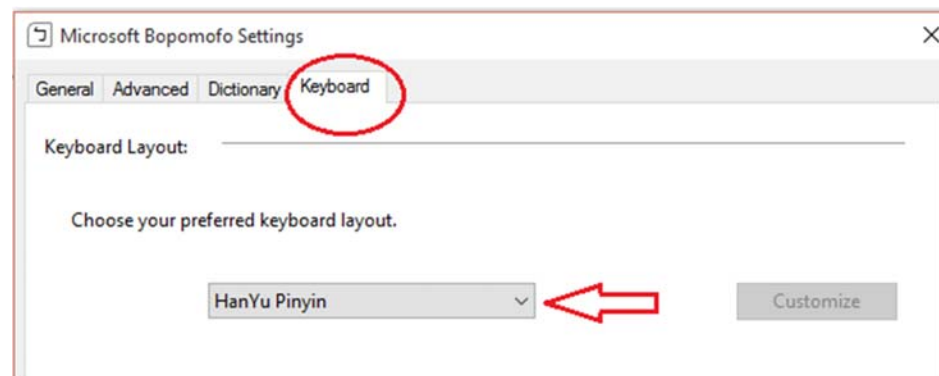 Microsoft Bopomofo Settings
General Advanced Dictionary Keyboard
Keyboard Layout:
Choose your preferred keyboard layout.
HanYu Pinyin Customize